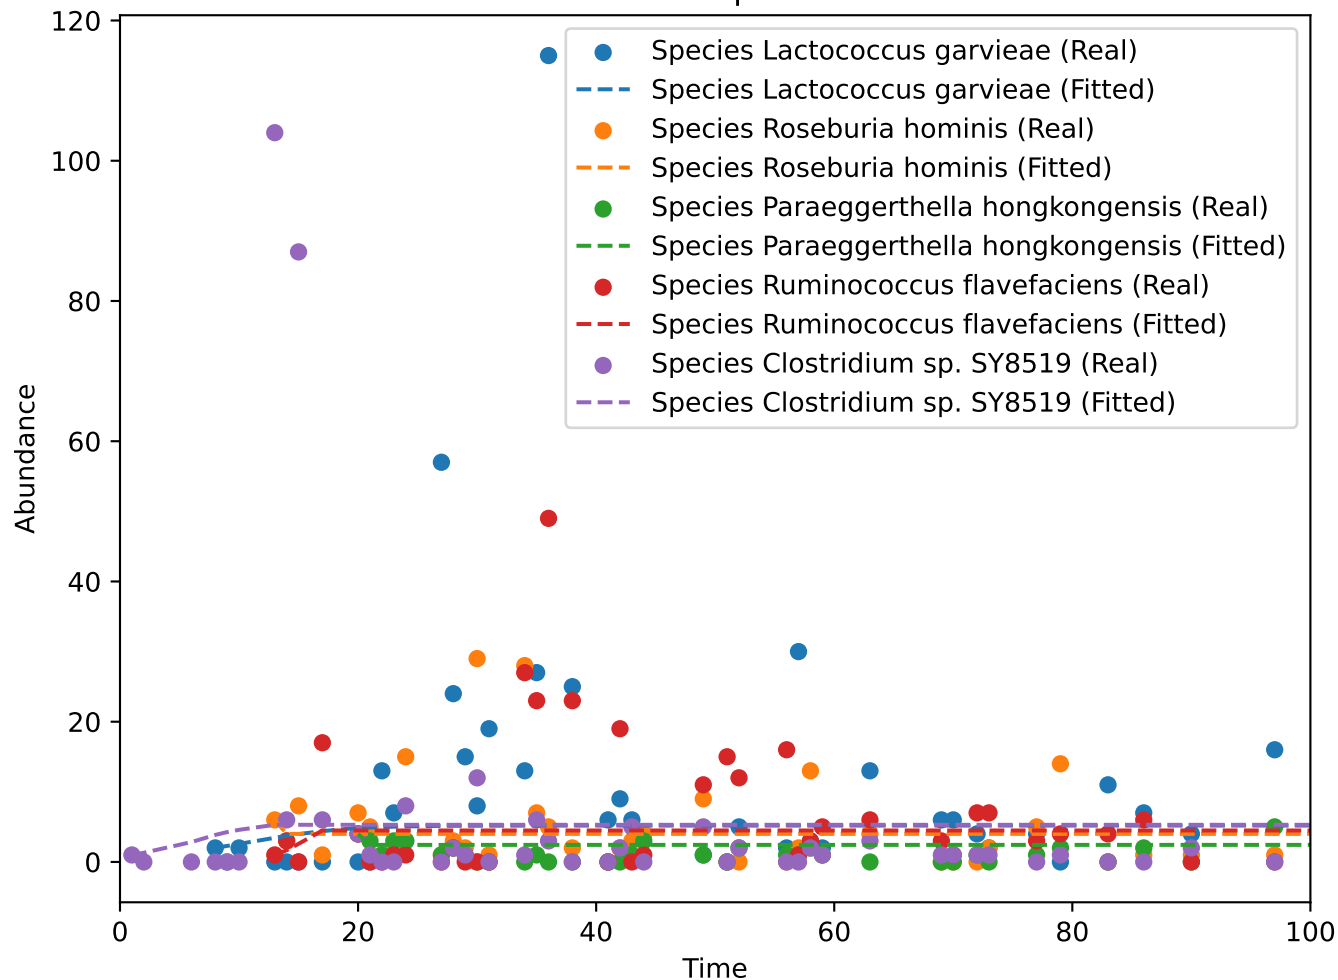 120
100
80
60
40
20
0
Abundance
Species Lactococcus garvieae (Real)
Species Lactococcus garvieae (Fitted)
Species Roseburia hominis (Real)
Species Roseburia hominis (Fitted)
Species Paraeggerthella hongkongensis (Real)
Species Paraeggerthella hongkongensis (Fitted)
Species Ruminococcus flavefaciens (Real)
Species Ruminococcus flavefaciens (Fitted)
Species Clostridium sp. SY8519 (Real)
Species Clostridium sp. SY8519 (Fitted)
0 20 40 60 80 100
Time